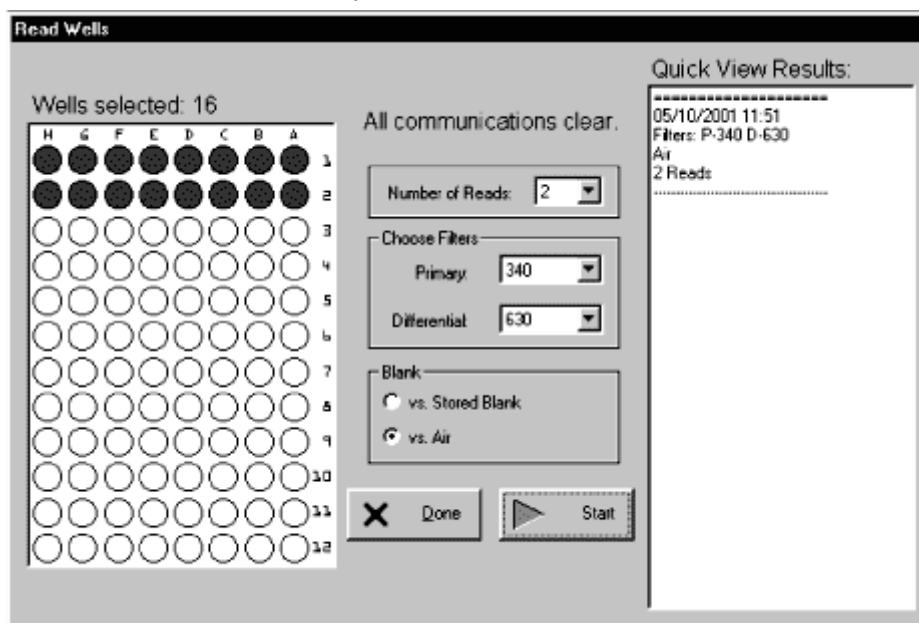 Read Wells
Wells selected: 16
H G F E D C B A
1
2
3
4
5
6
7
8
9
10
11
12
All communications clear.
Number of Reads: 2
Choose Filters
Primary: 340
Differential: 630
Blank
vs. Stored Blank
vs. Air
Done
Start
Quick View Results:
====================
05/10/2001 11:51
Filters: P-340 D-630
Air
2 Reads
----------------------------------------